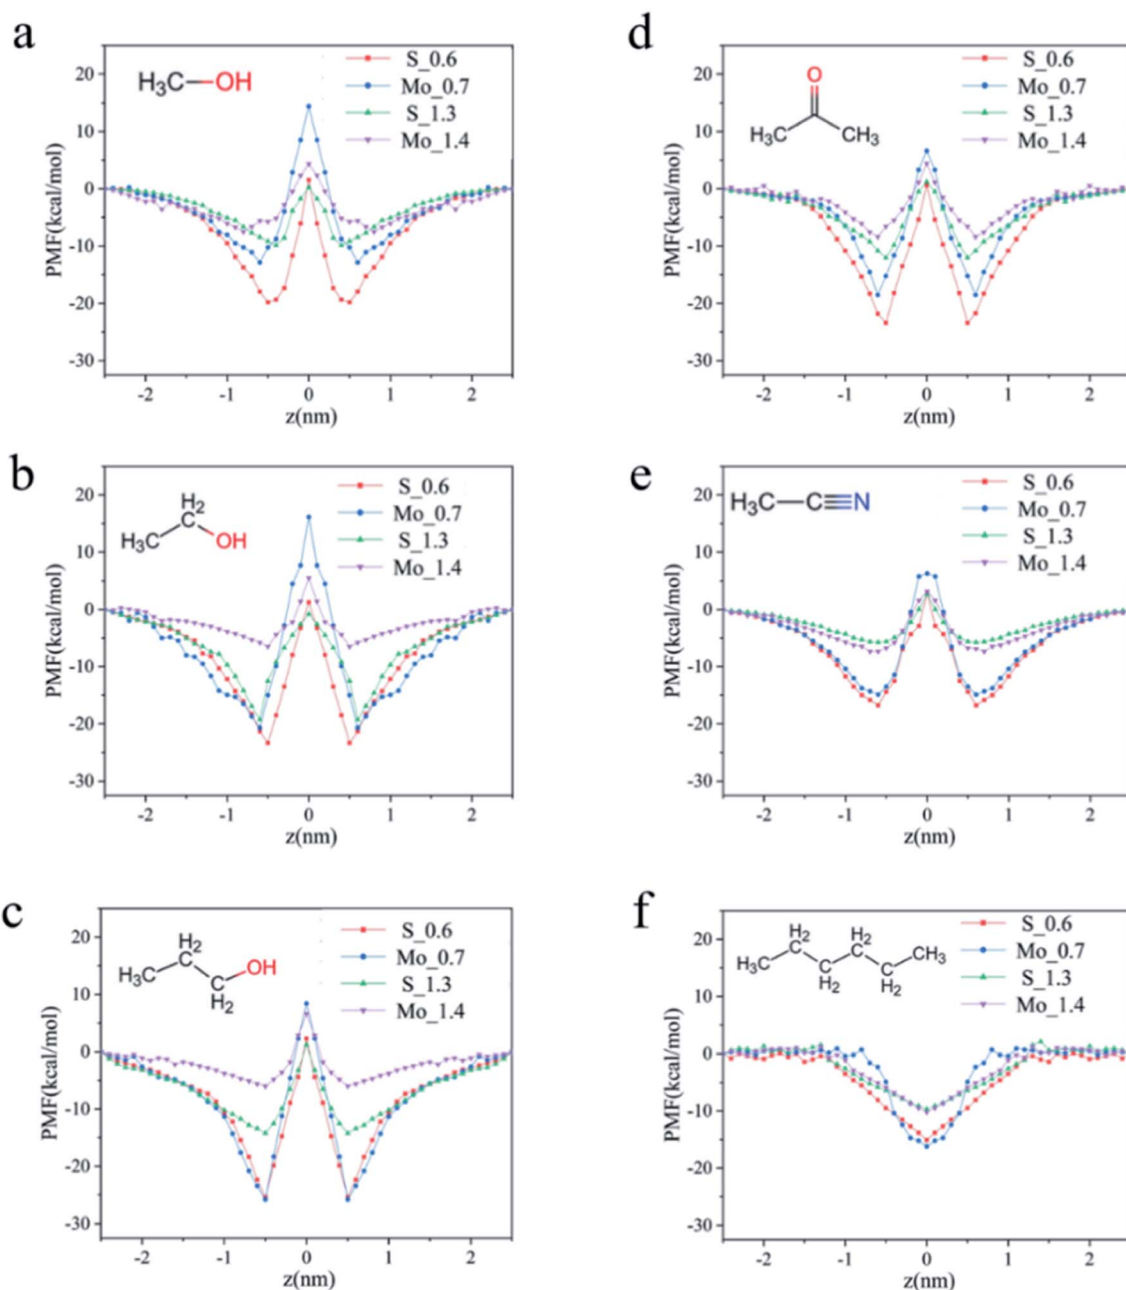 a
H₃C
OH
S_0.6
Mo_0.7
S_1.3
Mo_1.4
20
10
0
-10
-20
-30
PMF(kcal/mol)
-2
-1
0
1
2
z(nm)
d
O
H₃C
CH₃
S_0.6
Mo_0.7
S_1.3
Mo_1.4
20
10
0
-10
-20
-30
PMF(kcal/mol)
-2
-1
0
1
2
z(nm)
b
H₂
C
H₃C
OH
S_0.6
Mo_0.7
S_1.3
Mo_1.4
20
10
0
-10
-20
-30
PMF(kcal/mol)
-2
-1
0
1
2
z(nm)
e
H₃C
C
N
S_0.6
Mo_0.7
S_1.3
Mo_1.4
20
10
0
-10
-20
-30
PMF(kcal/mol)
-2
-1
0
1
2
z(nm)
c
H₂
C
OH
H₃C
C
H₂
S_0.6
Mo_0.7
S_1.3
Mo_1.4
20
10
0
-10
-20
-30
PMF(kcal/mol)
-2
-1
0
1
2
z(nm)
f
H₂
C
H₂
C
CH₃
H₃C
C
H₂
C
H₂
S_0.6
Mo_0.7
S_1.3
Mo_1.4
20
10
0
-10
-20
-30
PMF(kcal/mol)
-2
-1
0
1
2
z(nm)